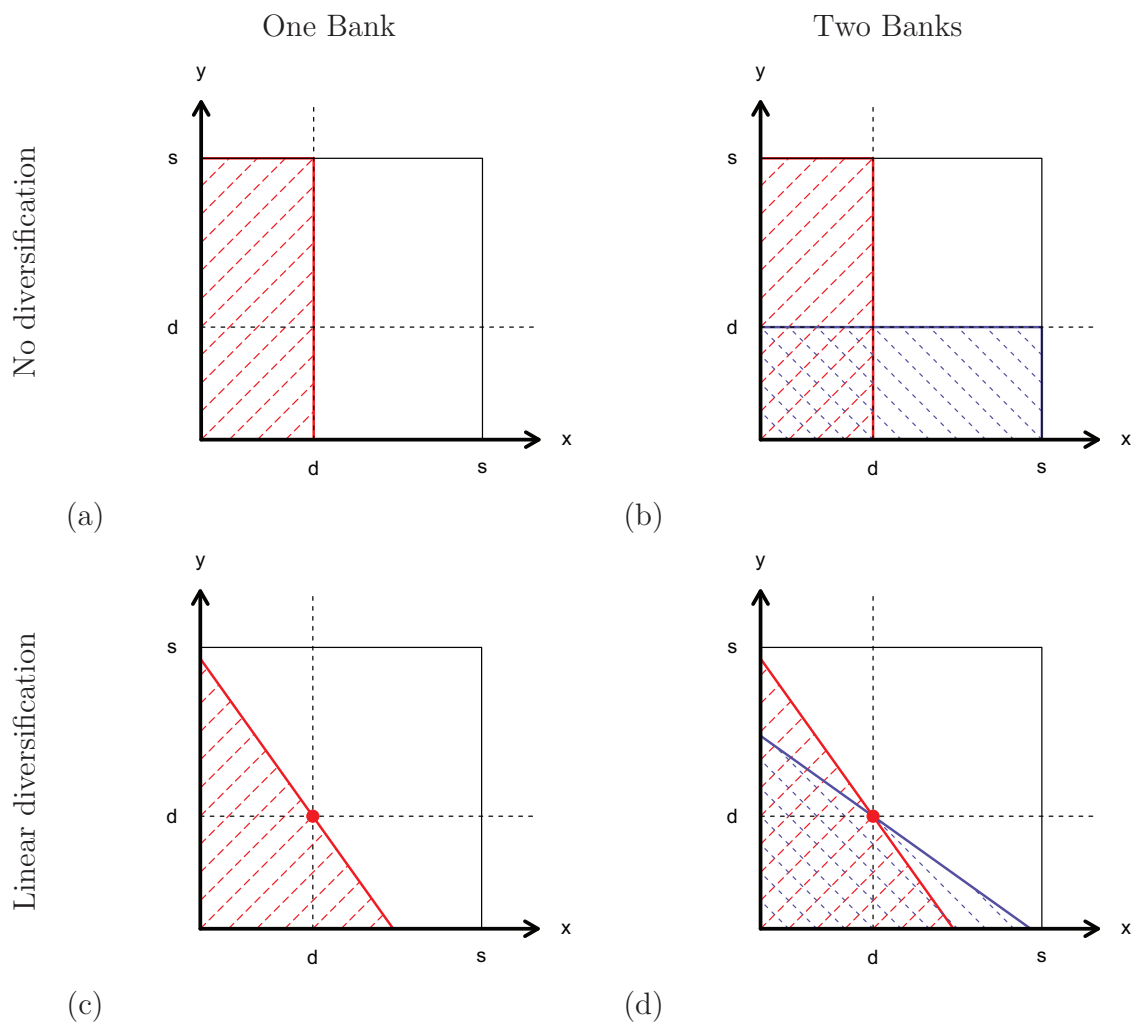 One Bank
Two Banks
No diversification
y
s
d
x
d
s
(a)
y
s
d
x
d
s
(b)
Linear diversification
y
s
d
x
d
s
(c)
y
s
d
x
d
s
(d)